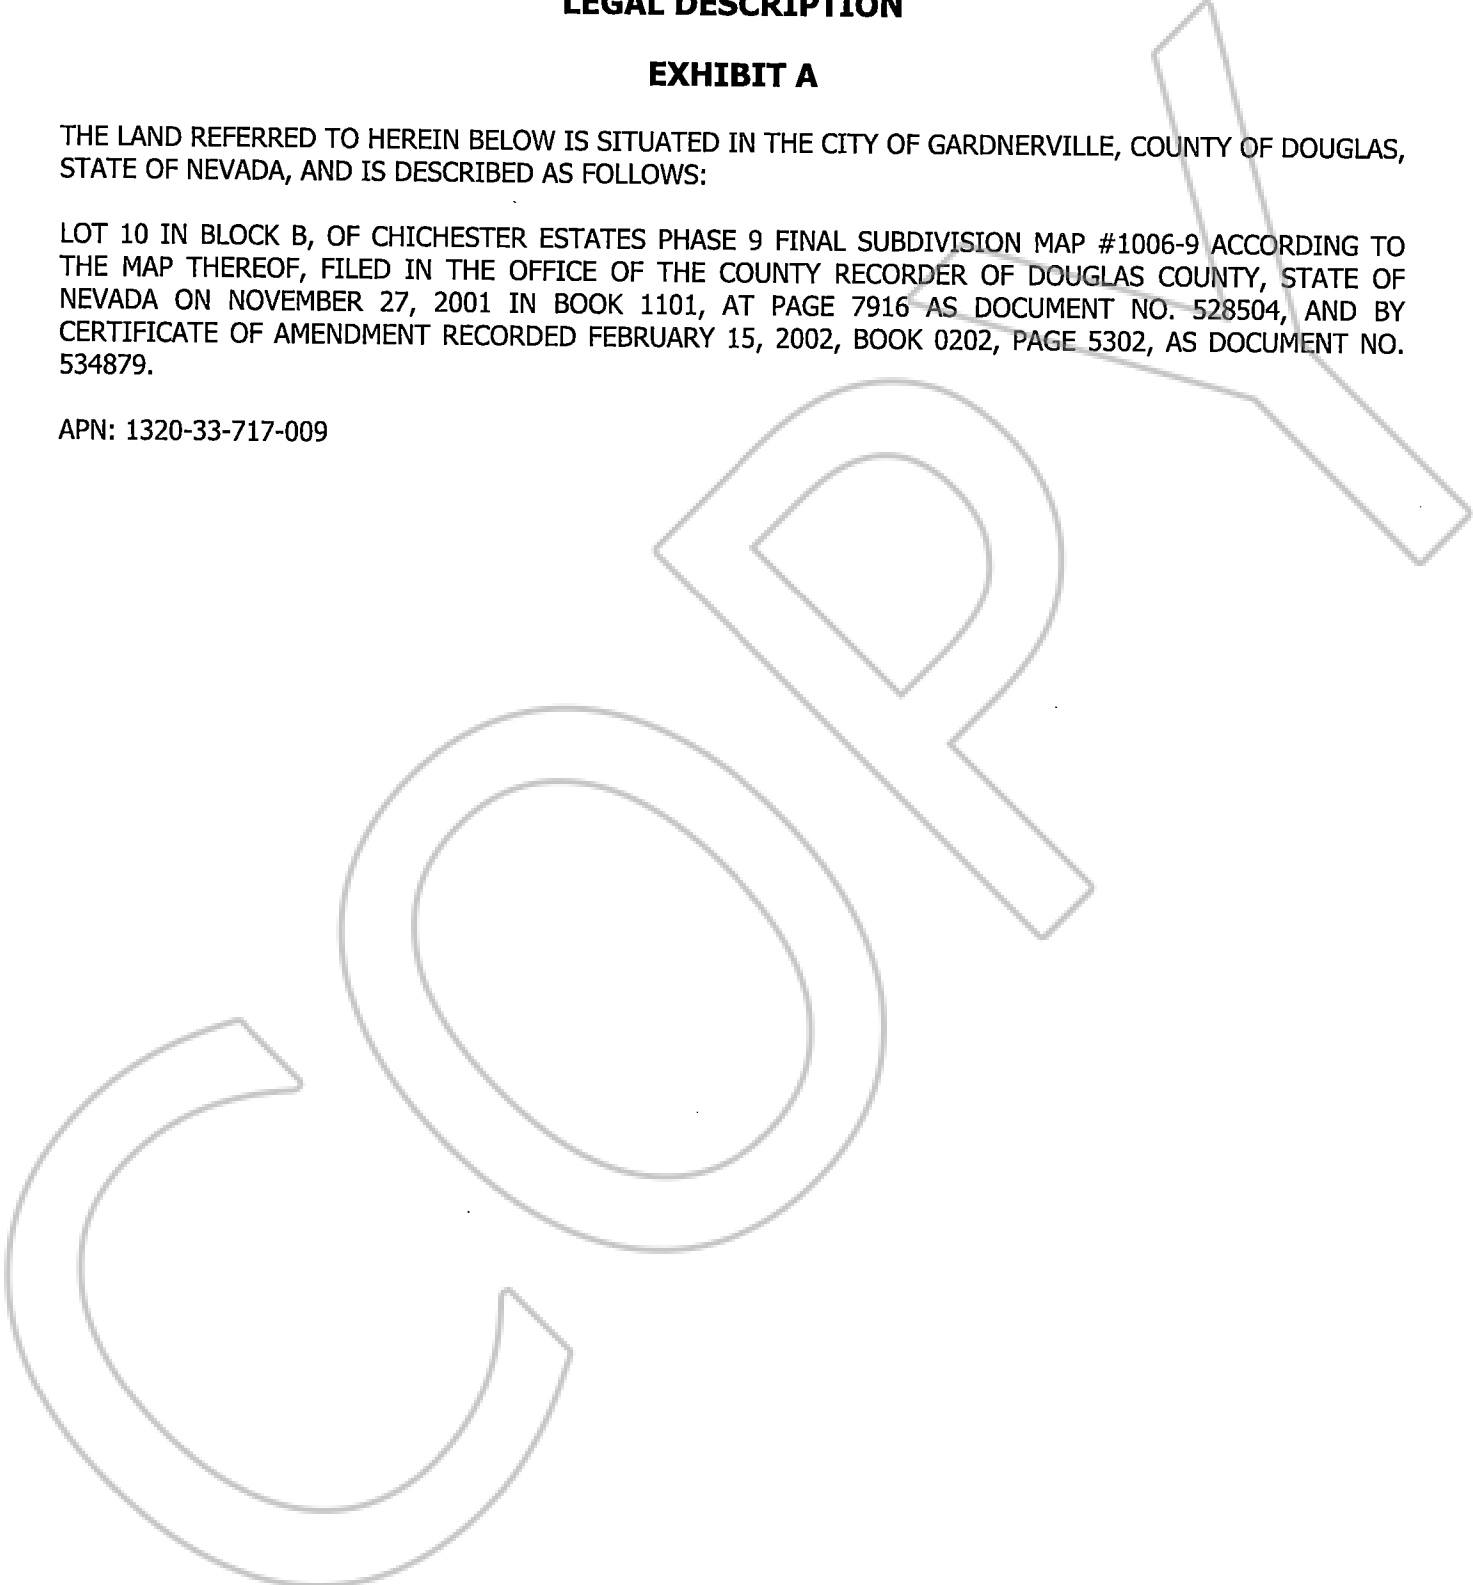 LEGAL DESCRIPTION
EXHIBIT A
THE LAND REFERRED TO HEREIN BELOW IS SITUATED IN THE CITY OF GARDNERVILLE, COUNTY OF DOUGLAS,
STATE OF NEVADA, AND IS DESCRIBED AS FOLLOWS:
LOT 10 IN BLOCK B, OF CHICHESTER ESTATES PHASE 9 FINAL SUBDIVISION MAP #1006-9 ACCORDING TO
THE MAP THEREOF, FILED IN THE OFFICE OF THE COUNTY RECORDER OF DOUGLAS COUNTY, STATE OF
NEVADA ON NOVEMBER 27, 2001 IN BOOK 1101, AT PAGE 7916 AS DOCUMENT NO. 528504, AND BY
CERTIFICATE OF AMENDMENT RECORDED FEBRUARY 15, 2002, BOOK 0202, PAGE 5302, AS DOCUMENT NO.
534879.
APN: 1320-33-717-009
COPY